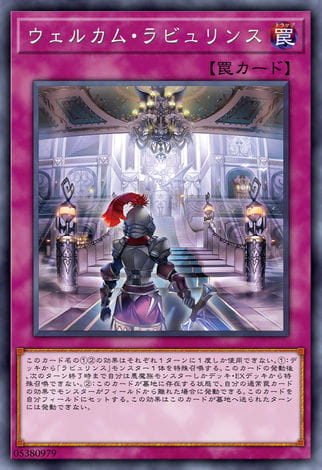 ウェルカム・ラビュリンス
トラップ
罠
【罠カード】
このカード名の①②の効果はそれぞれ1ターンに1度しか使用できない。①:デ
ッキから「ラビュリンス」モンスター1体を特殊召喚する。このカードの発動後、
次のターン終了時まで自分は悪魔族モンスターしかデッキ・EXデッキから特
殊召喚できない。②:このカードが墓地に存在する状態で、自分の通常罠カード
の効果でモンスターがフィールドから離れた場合に発動できる。このカードを
自分フィールドにセットする。この効果はこのカードが墓地へ送られたターン
には発動できない。
05380979